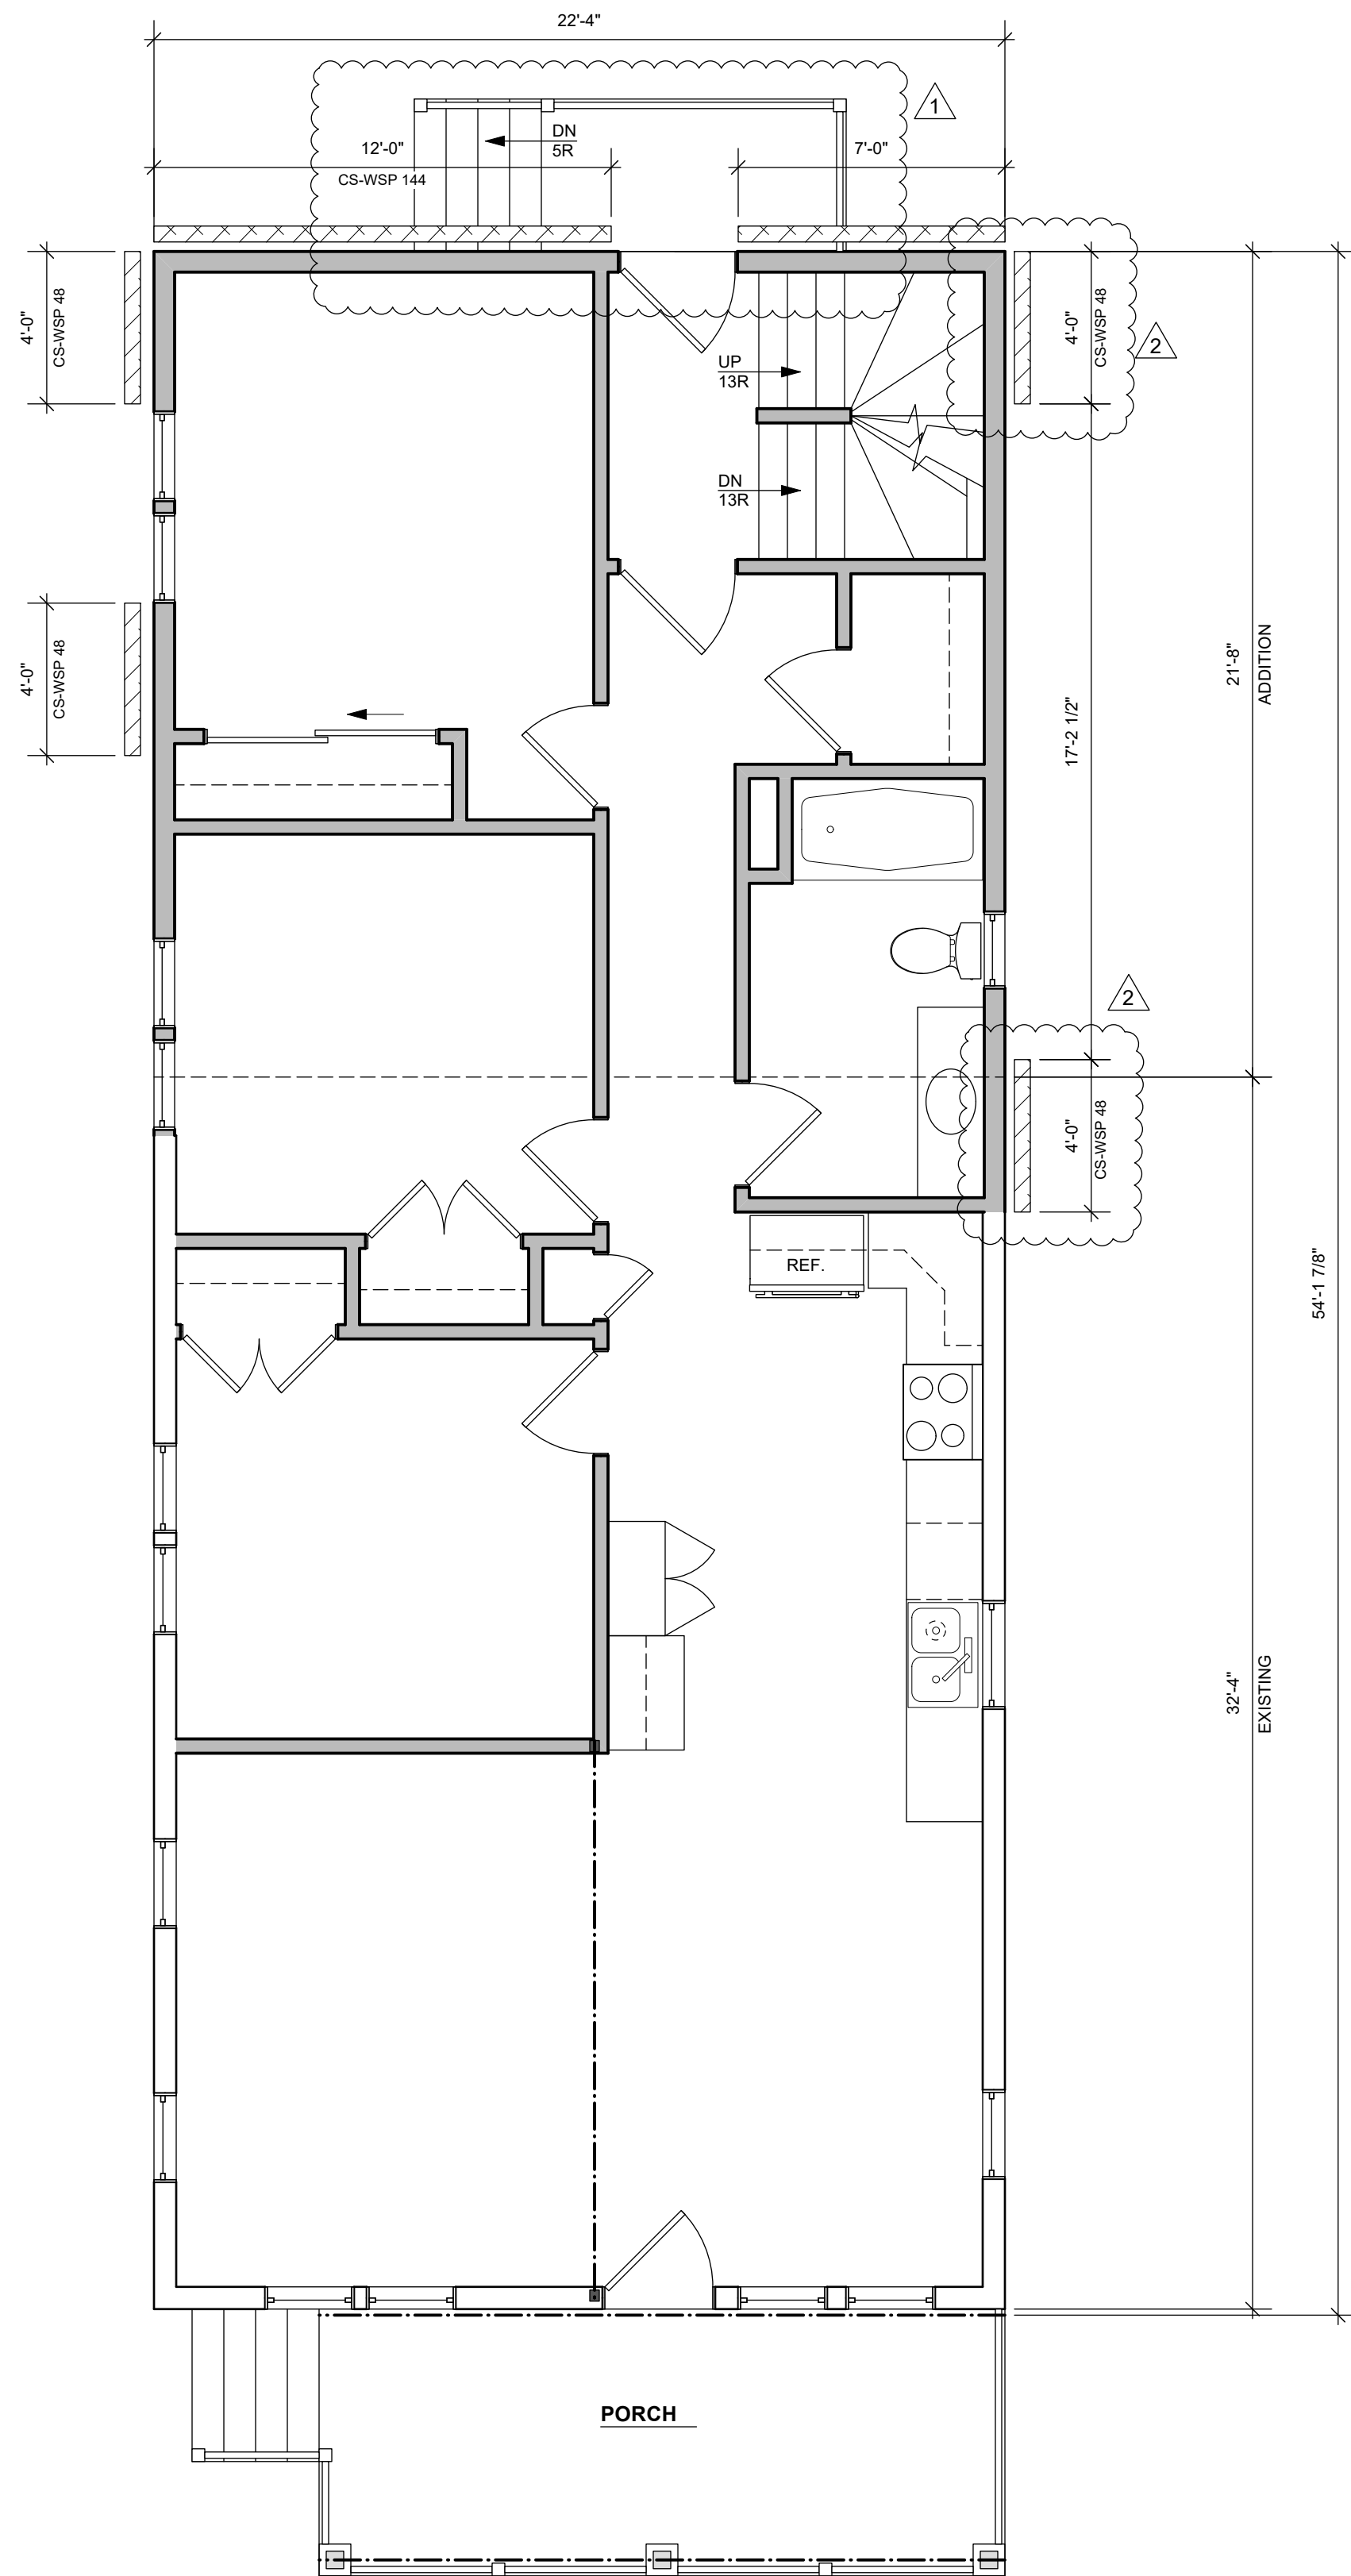 22'-4"
1
DN
5R
12'-0"
7'-0"
CS-WSP 144
4'-0"
CS-WSP 48
4'-0"
CS-WSP 48
2
UP
13R
DN
13R
4'-0"
CS-WSP 48
21'-8"
ADDITION
17'-2 1/2"
2
4'-0"
CS-WSP 48
REF.
54'-1 7/8"
32'-4"
EXISTING
PORCH